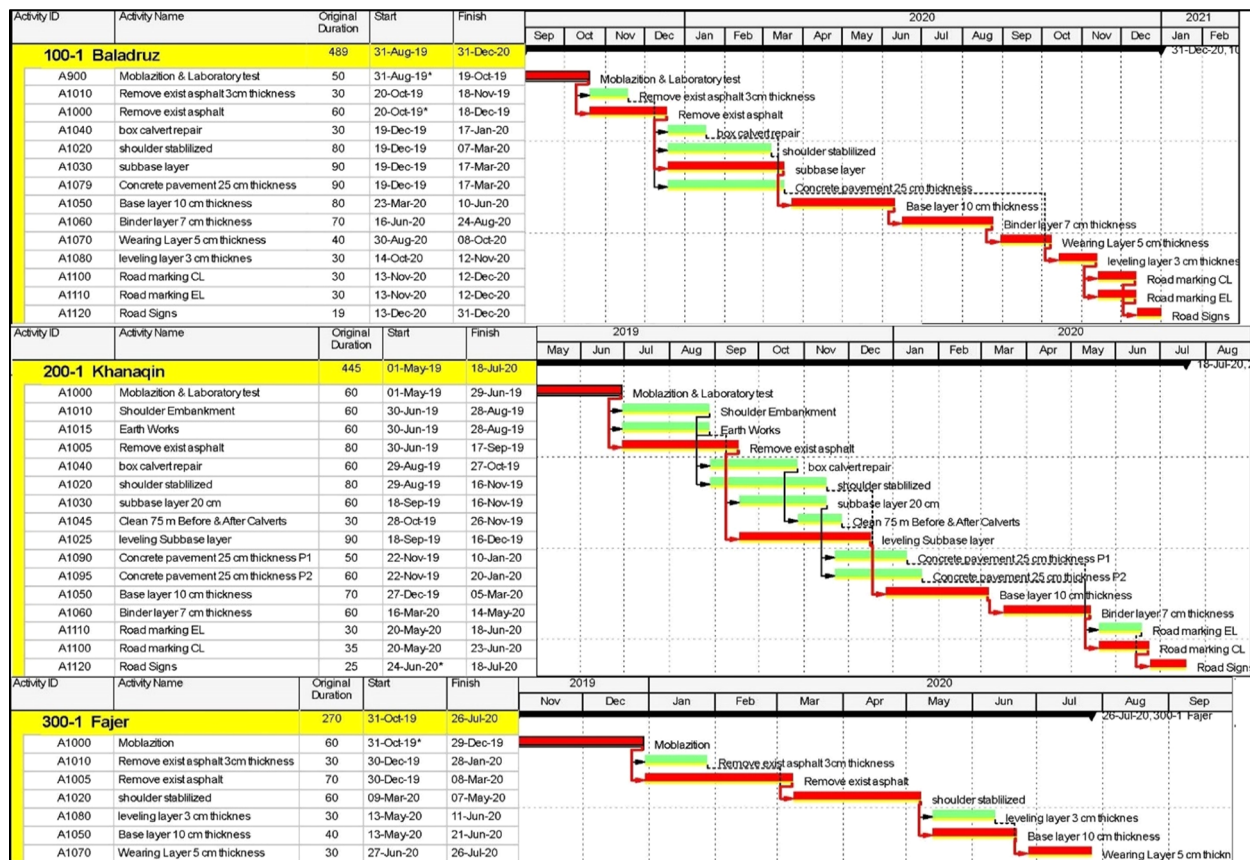 Activity ID Activity Name Original Duration Start Finish 2020 2021
Sep Oct Nov Dec Jan Feb Mar Apr May Jun Jul Aug Sep Oct Nov Dec Jan Feb
100-1 Baladruz 489 31-Aug-19 31-Dec-20 31-Dec-20, 10
A900 Moblazition & Laboratory test 50 31-Aug-19* 19-Oct-19 Moblazition & Laboratory test
A1010 Remove exist asphalt 3cm thickness 30 20-Oct-19 18-Nov-19 Remove exist asphalt 3cm thickness
A1000 Remove exist asphalt 60 20-Oct-19* 18-Dec-19 Remove exist asphalt
A1040 box calvert repair 30 19-Dec-19 17-Jan-20 box calvert repair
A1020 shoulder stablilized 80 19-Dec-19 07-Mar-20 shoulder stablilized
A1030 subbase layer 90 19-Dec-19 17-Mar-20 subbase layer
A1079 Concrete pavement 25 cm thickness 90 19-Dec-19 17-Mar-20 Concrete pavement 25 cm thickness
A1050 Base layer 10 cm thickness 80 23-Mar-20 10-Jun-20 Base layer 10 cm thickness
A1060 Binder layer 7 cm thickness 70 16-Jun-20 24-Aug-20 Binder layer 7 cm thickness
A1070 Wearing Layer 5 cm thickness 40 30-Aug-20 08-Oct-20 Wearing Layer 5 cm thickness
A1080 leveling layer 3 cm thicknes 30 14-Oct-20 12-Nov-20 leveling layer 3 cm thicknes
A1100 Road marking CL 30 13-Nov-20 12-Dec-20 Road marking CL
A1110 Road marking EL 30 13-Nov-20 12-Dec-20 Road marking EL
A1120 Road Signs 19 13-Dec-20 31-Dec-20 Road Signs
Activity ID Activity Name Original Duration Start Finish 2019 2020
May Jun Jul Aug Sep Oct Nov Dec Jan Feb Mar Apr May Jun Jul Aug
200-1 Khanaqin 445 01-May-19 18-Jul-20 18-Jul-20,
A1000 Moblazition & Laboratory test 60 01-May-19 29-Jun-19 Moblazition & Laboratory test
A1010 Shoulder Embankment 60 30-Jun-19 28-Aug-19 Shoulder Embankment
A1015 Earth Works 60 30-Jun-19 28-Aug-19 Earth Works
A1005 Remove exist asphalt 80 30-Jun-19 17-Sep-19 Remove exist asphalt
A1040 box calvert repair 60 29-Aug-19 27-Oct-19 box calvert repair
A1020 shoulder stablilized 80 29-Aug-19 16-Nov-19 shoulder stablilized
A1030 subbase layer 20 cm 60 18-Sep-19 16-Nov-19 subbase layer 20 cm
A1045 Clean 75 m Before & After Calverts 30 28-Oct-19 26-Nov-19 Clean 75 m Before & After Calverts
A1025 leveling Subbase layer 90 18-Sep-19 16-Dec-19 leveling Subbase layer
A1090 Concrete pavement 25 cm thickness P1 50 22-Nov-19 10-Jan-20 Concrete pavement 25 cm thickness P1
A1095 Concrete pavement 25 cm thickness P2 60 22-Nov-19 20-Jan-20 Concrete pavement 25 cm thickness P2
A1050 Base layer 10 cm thickness 70 27-Dec-19 05-Mar-20 Base layer 10 cm thickness
A1060 Binder layer 7 cm thickness 60 16-Mar-20 14-May-20 Binder layer 7 cm thickness
A1110 Road marking EL 30 20-May-20 18-Jun-20 Road marking EL
A1100 Road marking CL 35 20-May-20 23-Jun-20 Road marking CL
A1120 Road Signs 25 24-Jun-20* 18-Jul-20 Road Signs
Activity ID Activity Name Original Duration Start Finish 2019 2020
Nov Dec Jan Feb Mar Apr May Jun Jul Aug Sep
300-1 Fajer 270 31-Oct-19 26-Jul-20 26-Jul-20, 300-1 Fajer
A1000 Moblazition 60 31-Oct-19* 29-Dec-19 Moblazition
A1010 Remove exist asphalt 3cm thickness 30 30-Dec-19 28-Jan-20 Remove exist asphalt 3cm thickness
A1005 Remove exist asphalt 70 30-Dec-19 08-Mar-20 Remove exist asphalt
A1020 shoulder stablilized 60 09-Mar-20 07-May-20 shoulder stablilized
A1080 leveling layer 3 cm thicknes 30 13-May-20 11-Jun-20 leveling layer 3 cm thicknes
A1050 Base layer 10 cm thickness 40 13-May-20 21-Jun-20 Base layer 10 cm thickness
A1070 Wearing Layer 5 cm thickness 30 27-Jun-20 26-Jul-20 Wearing Layer 5 cm thickn